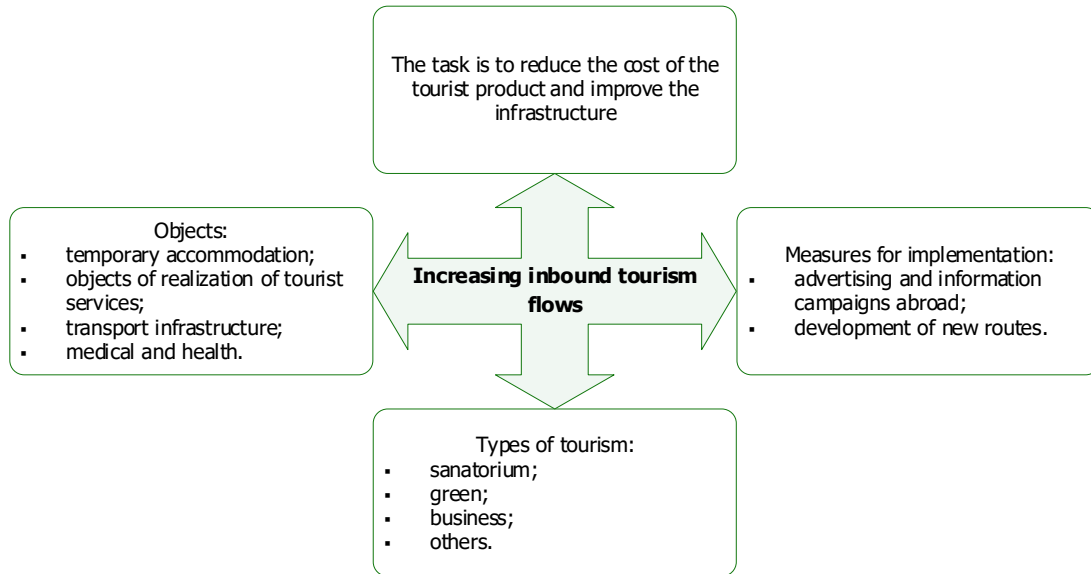 The task is to reduce the cost of the
tourist product and improve the
infrastructure
Objects:
▪ temporary accommodation;
▪ objects of realization of tourist
services;
▪ transport infrastructure;
▪ medical and health.
Increasing inbound tourism
flows
Measures for implementation:
▪ advertising and information
campaigns abroad;
▪ development of new routes.
Types of tourism:
▪ sanatorium;
▪ green;
▪ business;
▪ others.